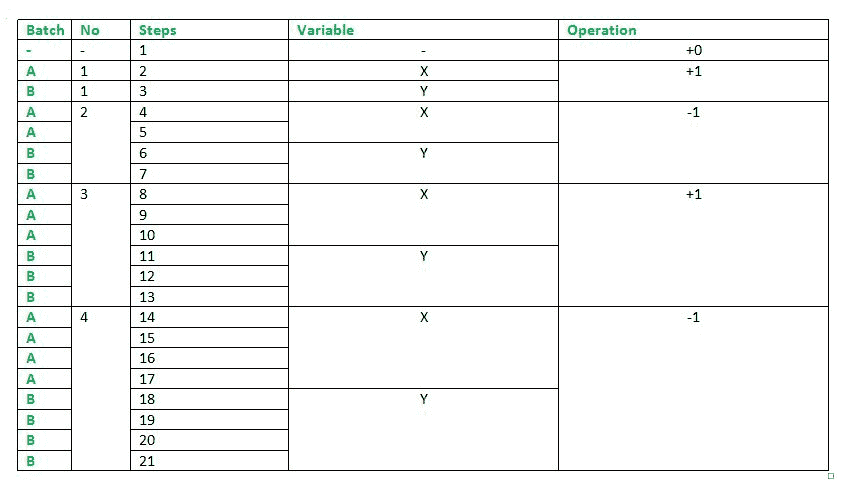 Batch No Steps Variable Operation
- - 1 - +0
A 1 2 X +1
B 1 3 Y
A 2 4 X -1
A 5
B 6 Y
B 7
A 3 8 X +1
A 9
A 10
B 11 Y
B 12
B 13
A 4 14 X -1
A 15
A 16
A 17
B 18 Y
B 19
B 20
B 21